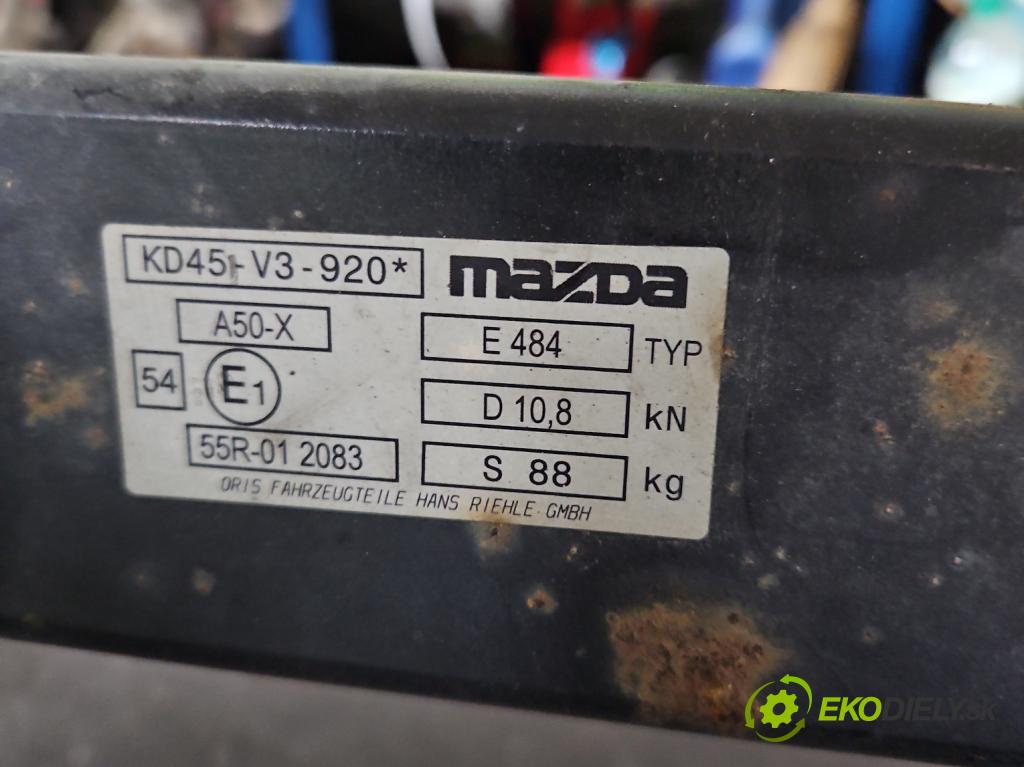 KD45-V3-920*
mazda
A50-X
E 484 TYP
54
E1
D 10,8 kN
55R-01 2083
S 88 kg
ORIS FAHRZEUGTEILE HANS RIEHLE GMBH
EKODIELY.SK